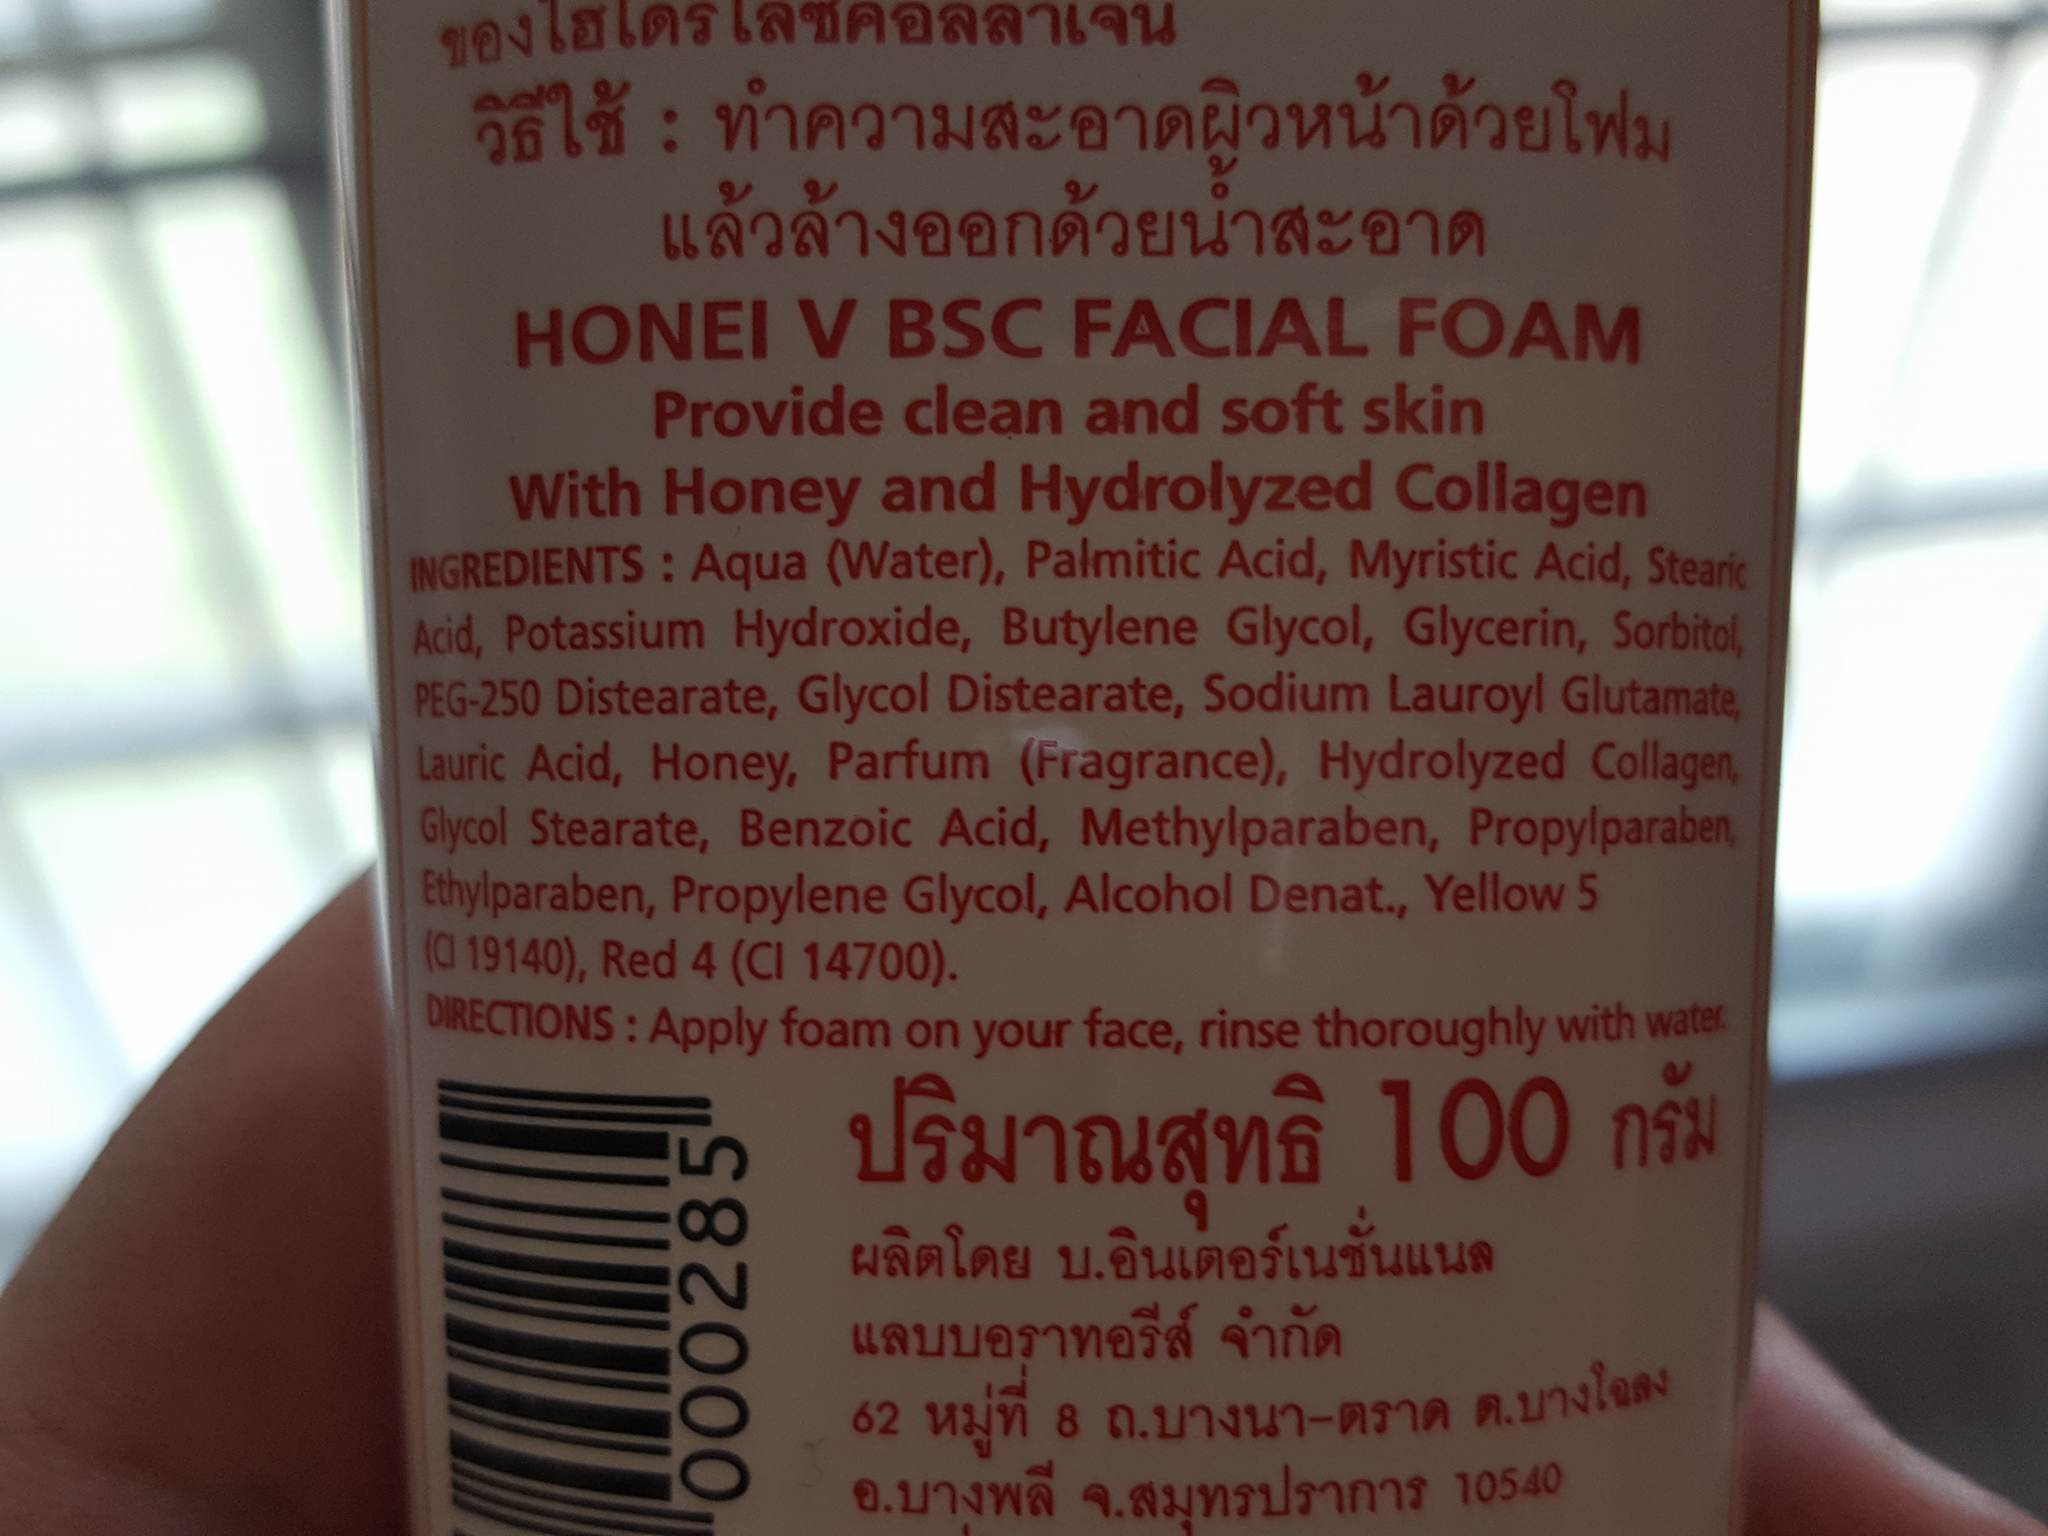 ของไฮโดรไลซ์คอลลาเจน
วิธีใช้ : ทำความสะอาดผิวหน้าด้วยโฟม
แล้วล้างออกด้วยน้ำสะอาด
HONEI V BSC FACIAL FOAM
Provide clean and soft skin
With Honey and Hydrolyzed Collagen
INGREDIENTS : Aqua (Water), Palmitic Acid, Myristic Acid, Stearic
Acid, Potassium Hydroxide, Butylene Glycol, Glycerin, Sorbitol,
PEG-250 Distearate, Glycol Distearate, Sodium Lauroyl Glutamate,
Lauric Acid, Honey, Parfum (Fragrance), Hydrolyzed Collagen,
Glycol Stearate, Benzoic Acid, Methylparaben, Propylparaben,
Ethylparaben, Propylene Glycol, Alcohol Denat., Yellow 5
(CI 19140), Red 4 (CI 14700).
DIRECTIONS : Apply foam on your face, rinse thoroughly with water.
ปริมาณสุทธิ 100 กรัม
ผลิตโดย บ.อินเตอร์เนชั่นแนล
แลบบอราทอรีส์ จำกัด
62 หมู่ที่ 8 ถ.บางนา-ตราด ต.บางโฉลง
อ.บางพลี จ.สมุทรปราการ 10540
000285